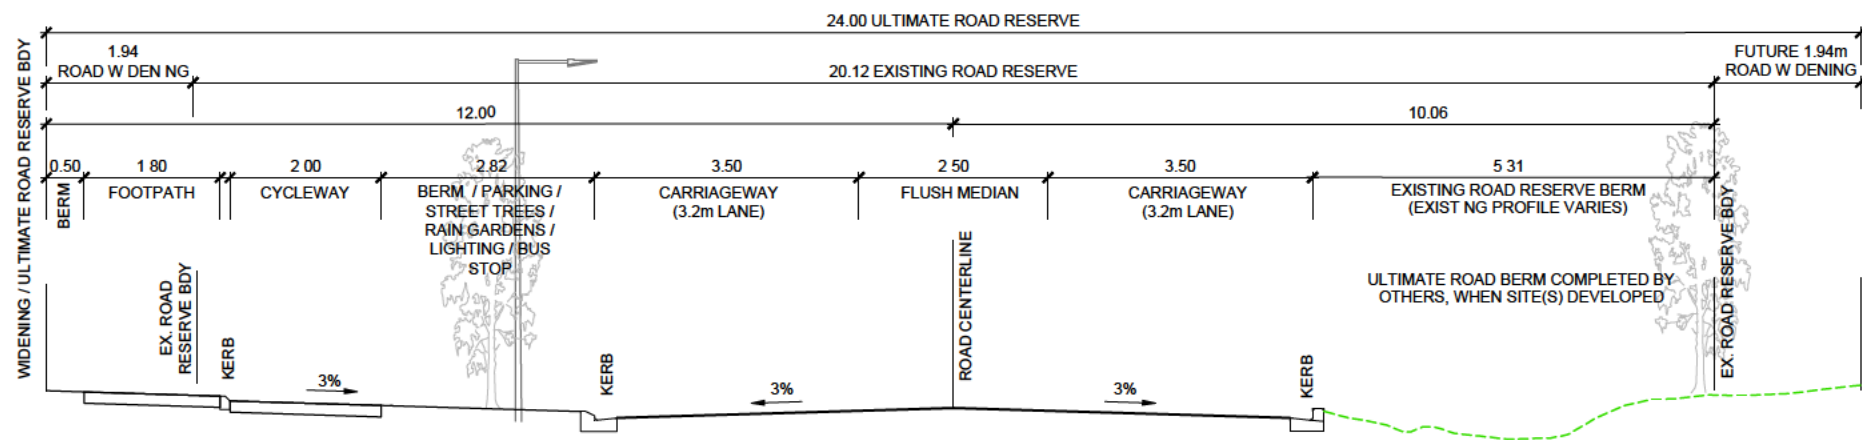 24.00 ULTIMATE ROAD RESERVE
1.94
ROAD W DEN NG
20.12 EXISTING ROAD RESERVE
FUTURE 1.94m
ROAD W DENING
12.00
10.06
0.50
1 80
2 00
2.82
3.50
2 50
3.50
5 31
WIDENING / ULTIMATE ROAD RESERVE BDY
BERM
FOOTPATH
CYCLEWAY
BERM / PARKING /
STREET TREES /
RAIN GARDENS /
LIGHTING / BUS
STOP
CARRIAGEWAY
(3.2m LANE)
FLUSH MEDIAN
CARRIAGEWAY
(3.2m LANE)
EXISTING ROAD RESERVE BERM
(EXIST NG PROFILE VARIES)
ULTIMATE ROAD BERM COMPLETED BY
OTHERS, WHEN SITE(S) DEVELOPED
EX. ROAD
RESERVE BDY
KERB
3%
KERB
3%
ROAD CENTERLINE
3%
KERB
EX. ROAD RESERVE BDY